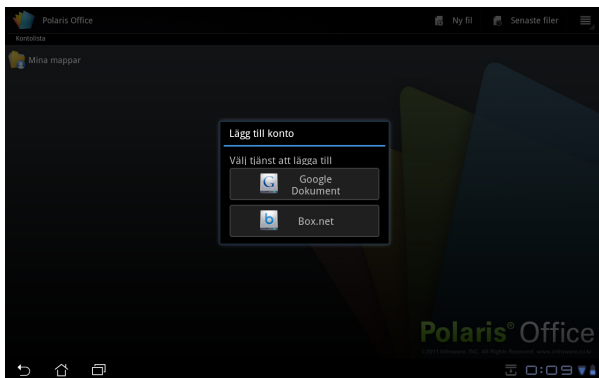 Polaris Office
Ny fil
Senaste filer
Kontolista
Mina mappar
Lägg till konto
Välj tjänst att lägga till
Google
Dokument
Box.net
Polaris® Office
0:09